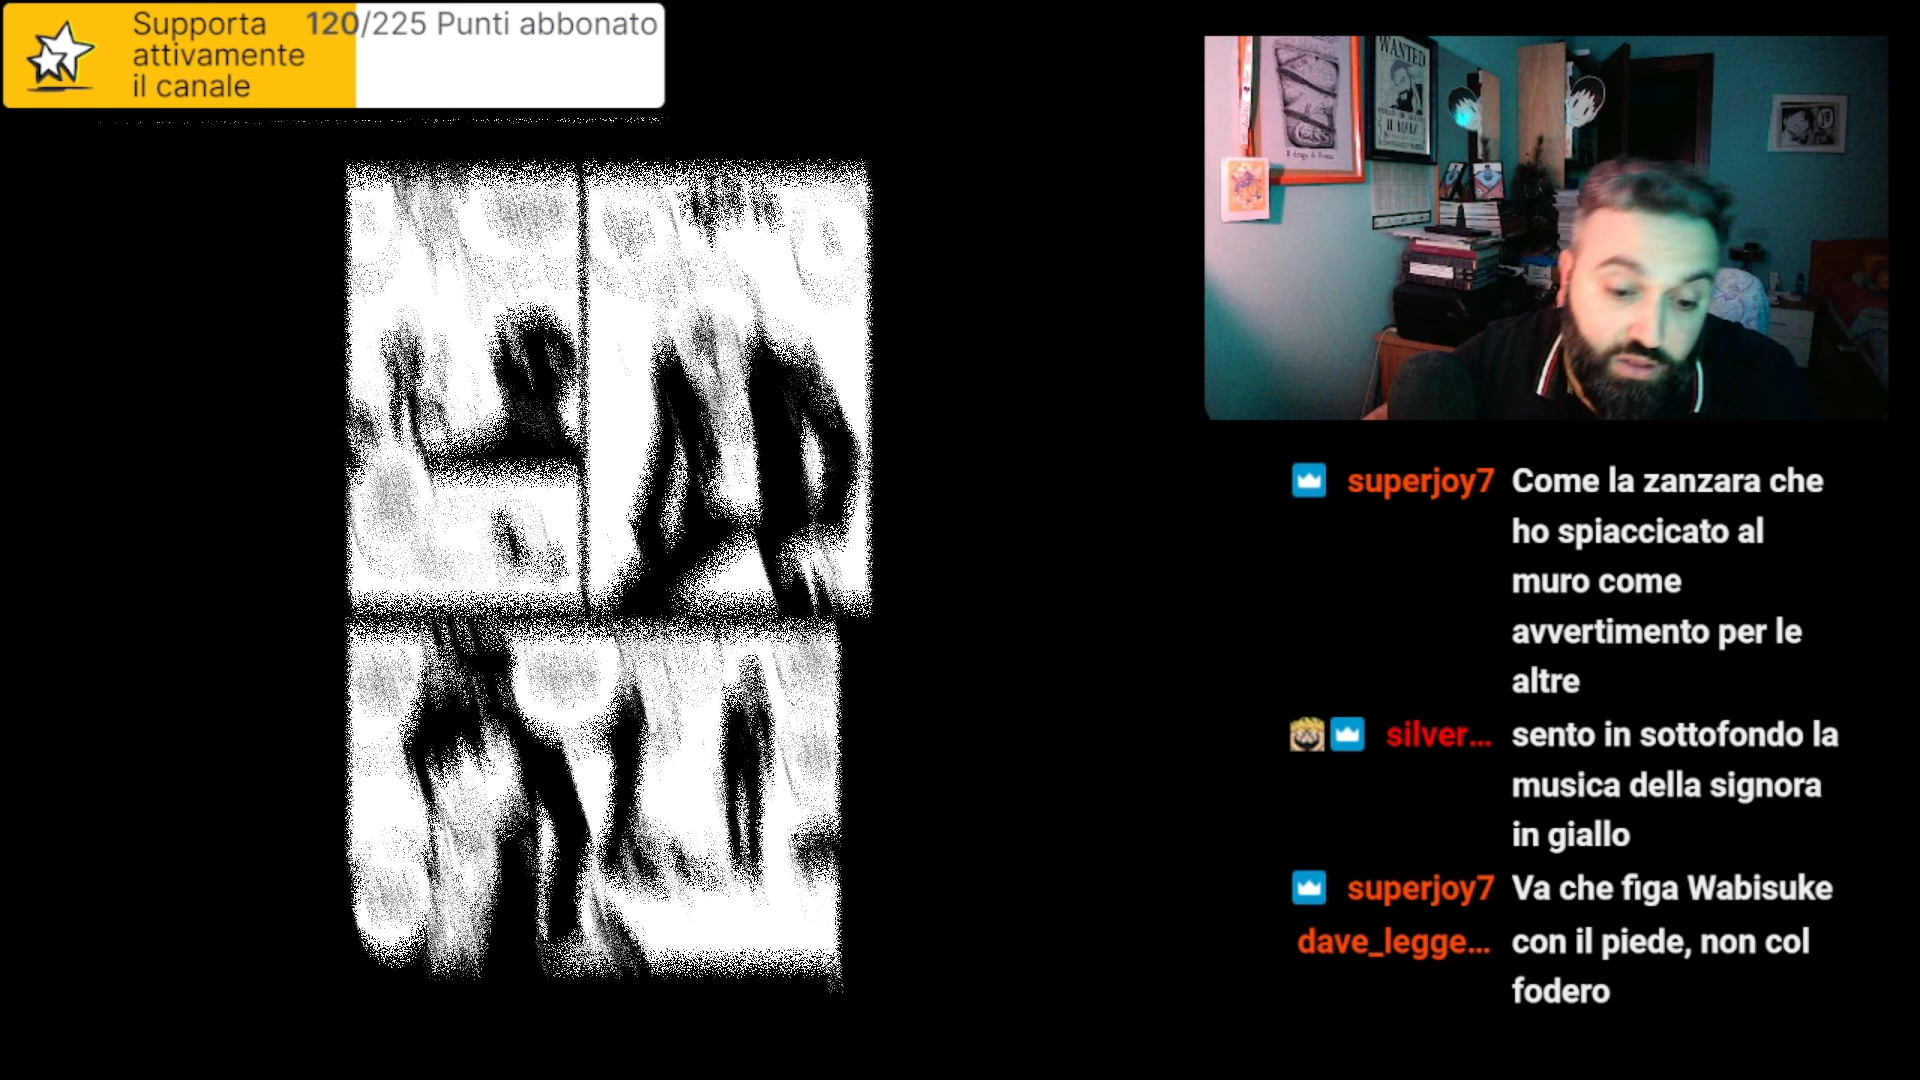 Supporta
attivamente
il canale
120/225 Punti abbonato
WANTED
superjoy7 Come la zanzara che
ho spiaccicato al
muro come
avvertimento per le
altre
silver... sento in sottofondo la
musica della signora
in giallo
superjoy7 Va che figa Wabisuke
dave_legge... con il piede, non col
fodero